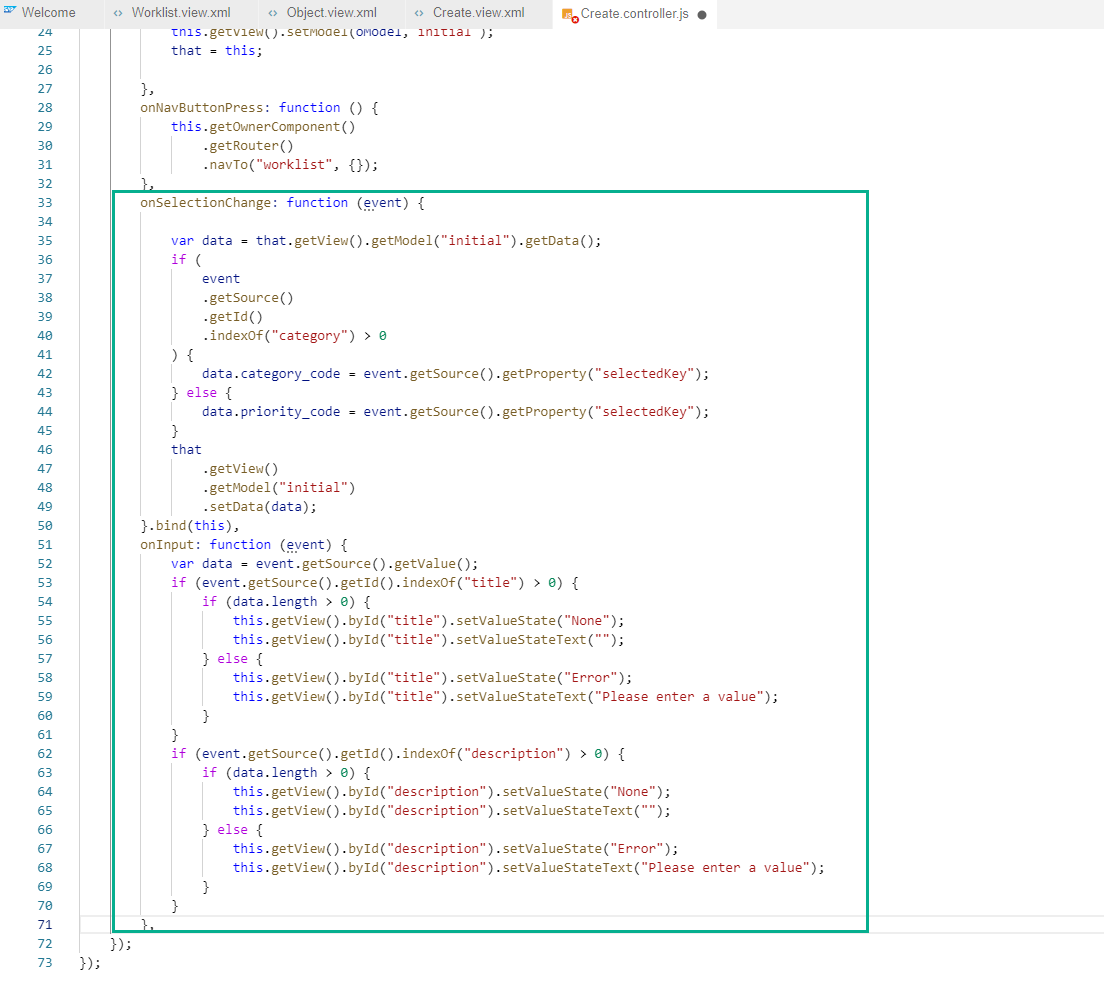 SAP Welcome
<> Worklist.view.xml
<> Object.view.xml
<> Create.view.xml
JS Create.controller.js ●
24 this.getView().setModel(oModel, "initial");
25 that = this;
26
27 },
28 onNavButtonPress: function () {
29 this.getOwnerComponent()
30 .getRouter()
31 .navTo("worklist", {});
32 },
33 onSelectionChange: function (event) {
34
35 var data = that.getView().getModel("initial").getData();
36 if (
37 event
38 .getSource()
39 .getId()
40 .indexOf("category") > 0
41 ) {
42 data.category_code = event.getSource().getProperty("selectedKey");
43 } else {
44 data.priority_code = event.getSource().getProperty("selectedKey");
45 }
46 that
47 .getView()
48 .getModel("initial")
49 .setData(data);
50 }.bind(this),
51 onInput: function (event) {
52 var data = event.getSource().getValue();
53 if (event.getSource().getId().indexOf("title") > 0) {
54 if (data.length > 0) {
55 this.getView().byId("title").setValueState("None");
56 this.getView().byId("title").setValueStateText("");
57 } else {
58 this.getView().byId("title").setValueState("Error");
59 this.getView().byId("title").setValueStateText("Please enter a value");
60 }
61 }
62 if (event.getSource().getId().indexOf("description") > 0) {
63 if (data.length > 0) {
64 this.getView().byId("description").setValueState("None");
65 this.getView().byId("description").setValueStateText("");
66 } else {
67 this.getView().byId("description").setValueState("Error");
68 this.getView().byId("description").setValueStateText("Please enter a value");
69 }
70 }
71 },
72 });
73 });